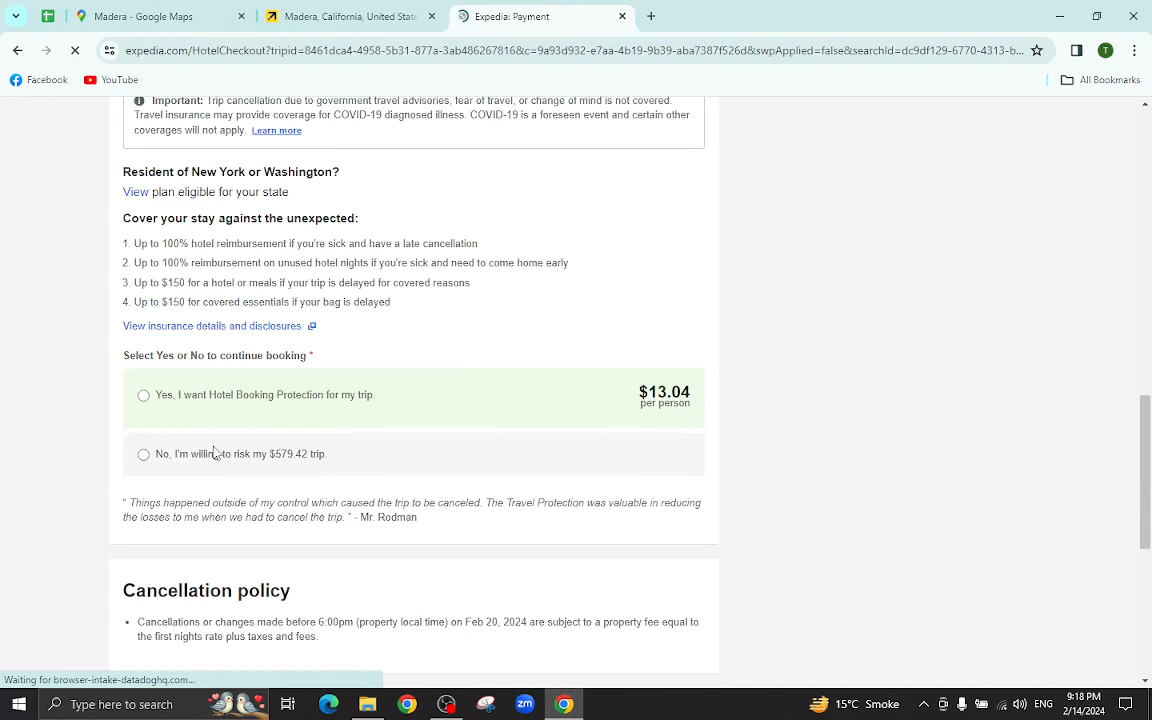 Madera - Google Maps
Madera, California, United State
Expedia: Payment
expedia.com/HotelCheckout?tripid=8461dca4-4958-5b31-877a-3ab486267816&c=9a93d932-e7aa-4b19-9b39-aba7387f526d&swpApplied=false&searchId=dc9df129-6770-4313-b...
Facebook
YouTube
All Bookmarks
Important: Trip cancellation due to government travel advisories, fear of travel, or change of mind is not covered.
Travel insurance may provide coverage for COVID-19 diagnosed illness. COVID-19 is a foreseen event and certain other
coverages will not apply. Learn more
Resident of New York or Washington?
View plan eligible for your state
Cover your stay against the unexpected:
1. Up to 100% hotel reimbursement if you're sick and have a late cancellation
2. Up to 100% reimbursement on unused hotel nights if you're sick and need to come home early
3. Up to $150 for a hotel or meals if your trip is delayed for covered reasons
4. Up to $150 for covered essentials if your bag is delayed
View insurance details and disclosures
Select Yes or No to continue booking *
Yes, I want Hotel Booking Protection for my trip.
$13.04
per person
No, I'm willing to risk my $579.42 trip.
" Things happened outside of my control which caused the trip to be canceled. The Travel Protection was valuable in reducing
the losses to me when we had to cancel the trip. " - Mr. Rodman
Cancellation policy
• Cancellations or changes made before 6:00pm (property local time) on Feb 20, 2024 are subject to a property fee equal to
the first nights rate plus taxes and fees.
Waiting for browser-intake-datadoghq.com...
Type here to search
zm
15°C Smoke
ENG
9:18 PM
2/14/2024
T